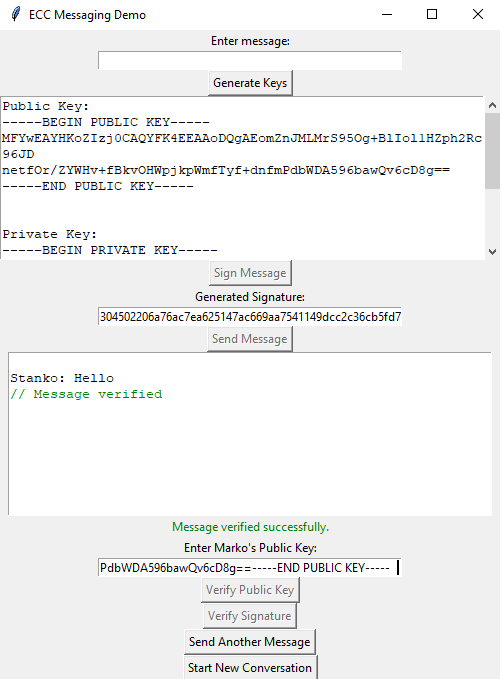 ECC Messaging Demo
Enter message:
Generate Keys
Public Key:
-----BEGIN PUBLIC KEY-----
MFYwEAYHKoZIzj0CAQYFK4EEAAoDQgAEomZnJMLMrS95Og+BlIol1HZph2Rc
96JD
netfOr/ZYWHv+fBkvOHWpjkpWmfTyf+dnfmPdbWDA596bawQv6cD8g==
-----END PUBLIC KEY-----
Private Key:
-----BEGIN PRIVATE KEY-----
Sign Message
Generated Signature:
304502206a76ac7ea625147ac669aa7541149dcc2c36cb5fd7
Send Message
Stanko: Hello
// Message verified
Message verified successfully.
Enter Marko's Public Key:
PdbWDA596bawQv6cD8g==-----END PUBLIC KEY-----
Verify Public Key
Verify Signature
Send Another Message
Start New Conversation